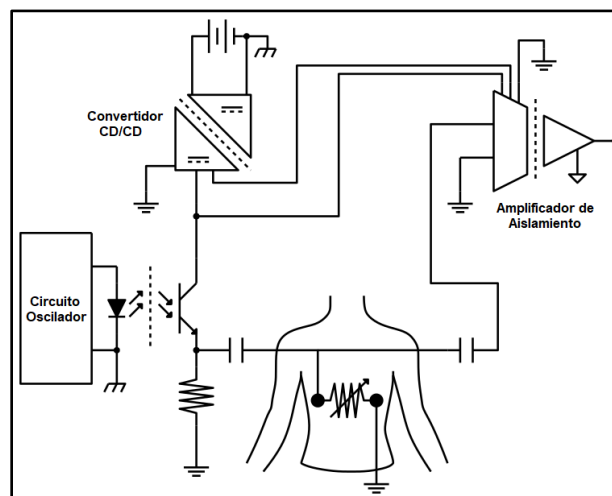 Convertidor
CD/CD
Amplificador de
Aislamiento
Circuito
Oscilador